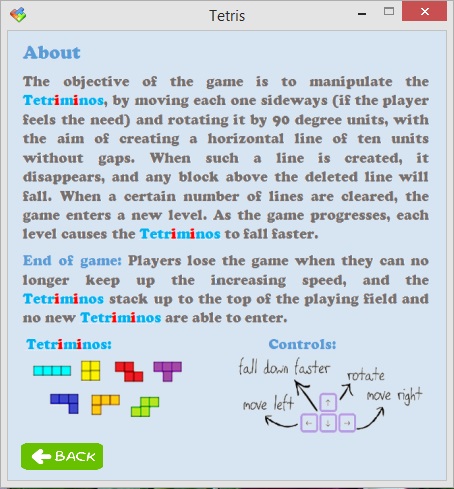 Tetris
About
The objective of the game is to manipulate the
Tetriminos, by moving each one sideways (if the player
feels the need) and rotating it by 90 degree units, with
the aim of creating a horizontal line of ten units
without gaps. When such a line is created, it
disappears, and any block above the deleted line will
fall. When a certain number of lines are cleared, the
game enters a new level. As the game progresses, each
level causes the Tetriminos to fall faster.
End of game: Players lose the game when they can no
longer keep up the increasing speed, and the
Tetriminos stack up to the top of the playing field and
no new Tetriminos are able to enter.
Tetriminos:
Controls:
fall down faster
rotate
move left
move right
↑
← ↓ →
BACK